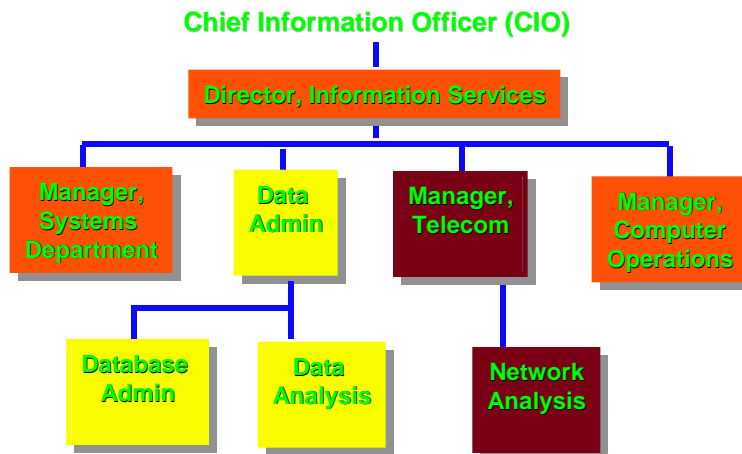 Chief Information Officer (CIO)
Director, Information Services
Manager,
Systems
Department
Data
Admin
Manager,
Telecom
Manager,
Computer
Operations
Database
Admin
Data
Analysis
Network
Analysis